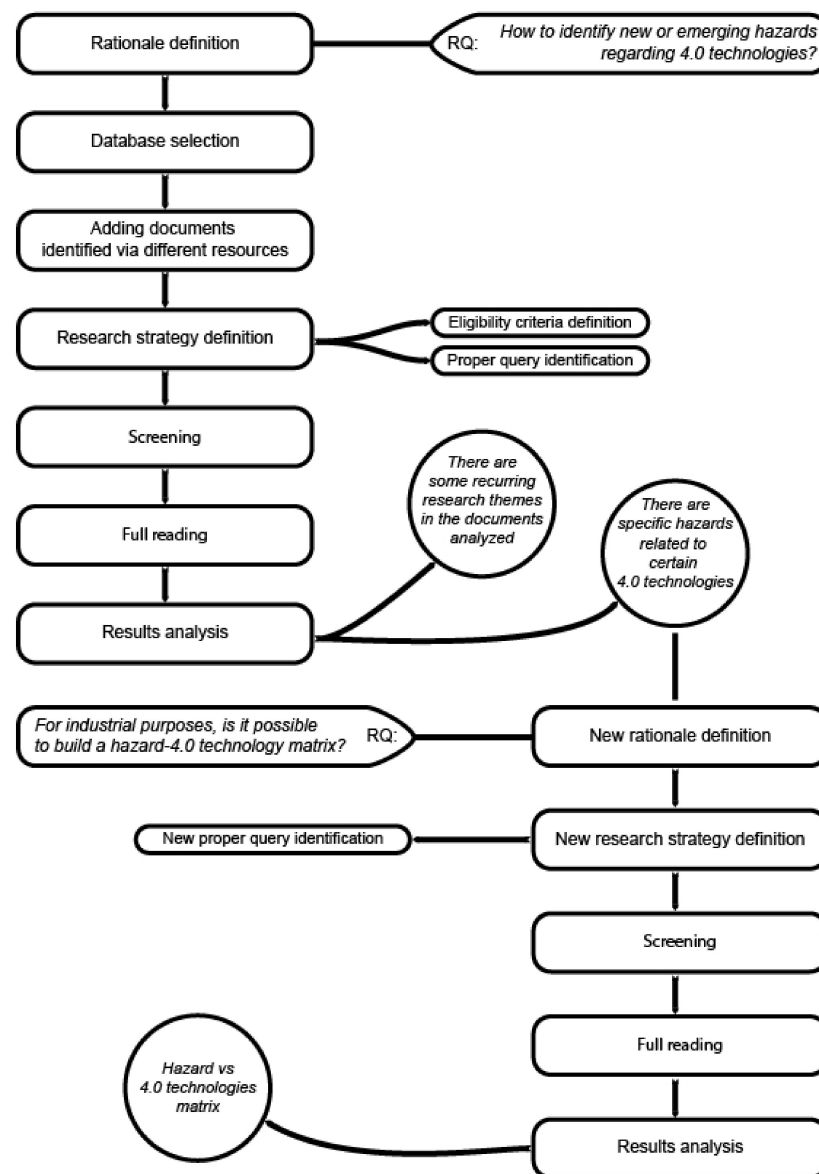 Rationale definition
RQ:
How to identify new or emerging hazards
regarding 4.0 technologies?
Database selection
Adding documents
identified via different resources
Research strategy definition
Eligibility criteria definition
Proper query identification
Screening
Full reading
Results analysis
There are
some recurring
research themes
in the documents
analyzed
There are
specific hazards
related to
certain
4.0 technologies
For industrial purposes, is it possible
to build a hazard-4.0 technology matrix?
RQ:
New rationale definition
New proper query identification
New research strategy definition
Screening
Full reading
Results analysis
Hazard vs
4.0 technologies
matrix